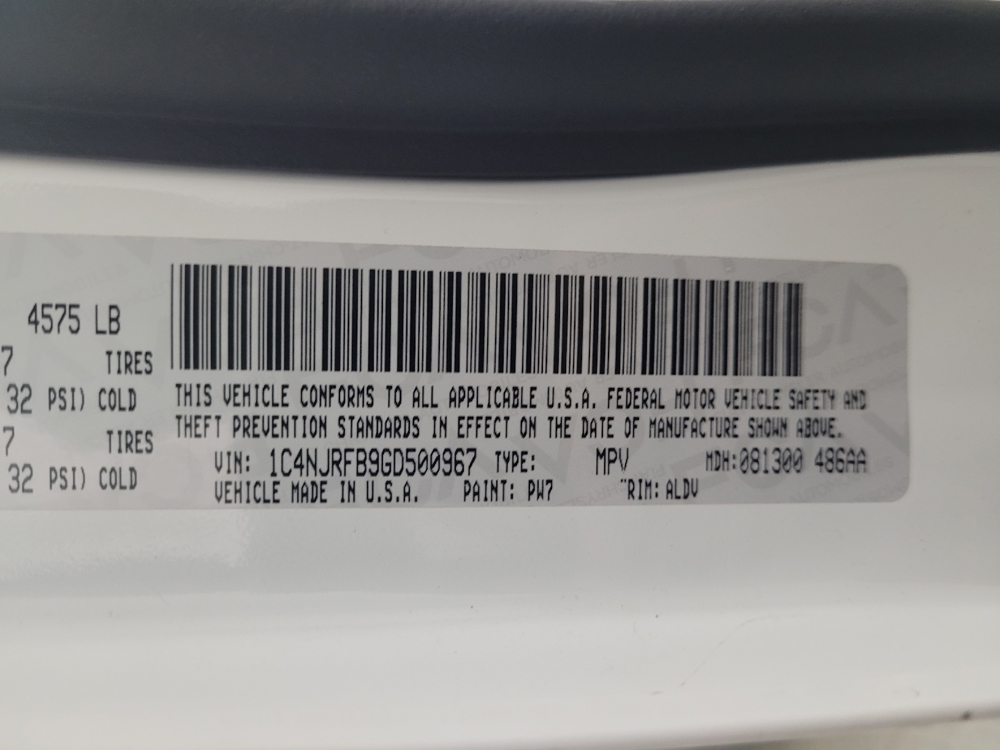 4575 LB
7 TIRES
32 PSI) COLD
7 TIRES
32 PSI) COLD
THIS VEHICLE CONFORMS TO ALL APPLICABLE U.S.A. FEDERAL MOTOR VEHICLE SAFETY AND
THEFT PREVENTION STANDARDS IN EFFECT ON THE DATE OF MANUFACTURE SHOWN ABOVE.
VIN: 1C4NJRFB9GD500967 TYPE: MPV MDH:081300 486AA
VEHICLE MADE IN U.S.A. PAINT: PW7 RIM: ALDV